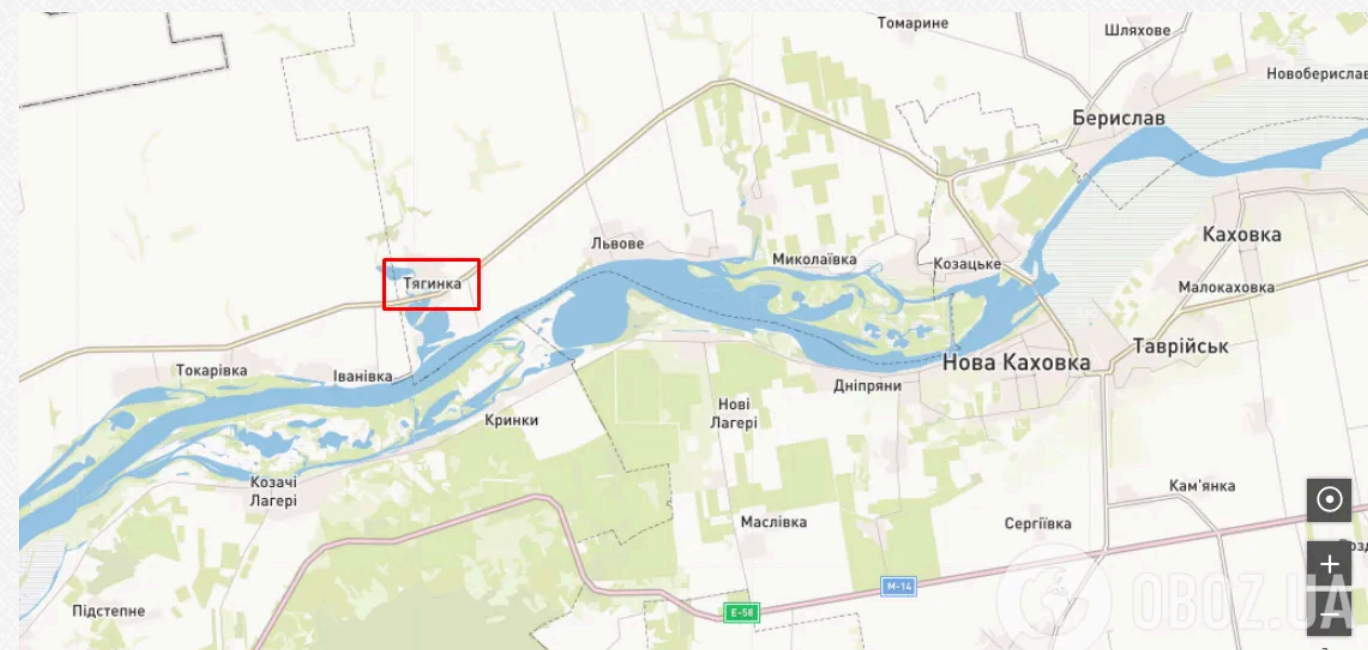 Томарине
Шляхове
Новоберислав
Берислав
Каховка
Львове
Миколаївка
Козацьке
Тягинка
Малокаховка
Таврійськ
Нова Каховка
Токарівка
Іванівка
Дніпряни
Кринки
Нові
Лагері
Козачі
Лагері
Кам'янка
Маслівка
Сергіївка
М-14
E-58
Підстепне
OBOZ.UA